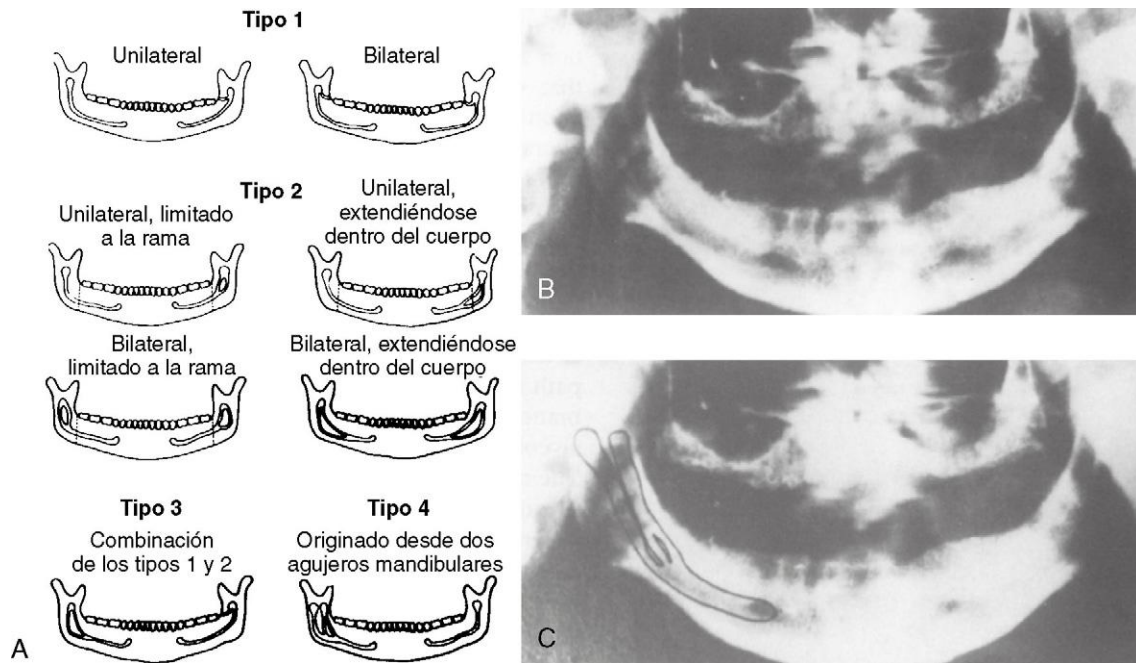 Tipo 1
Unilateral
Bilateral
Tipo 2
Unilateral, limitado
a la rama
Unilateral,
extendiéndose
dentro del cuerpo
Bilateral,
limitado a la rama
Bilateral, extendiéndose
dentro del cuerpo
Tipo 3
Combinación
de los tipos 1 y 2
Tipo 4
Originado desde dos
agujeros mandibulares
A
B
C